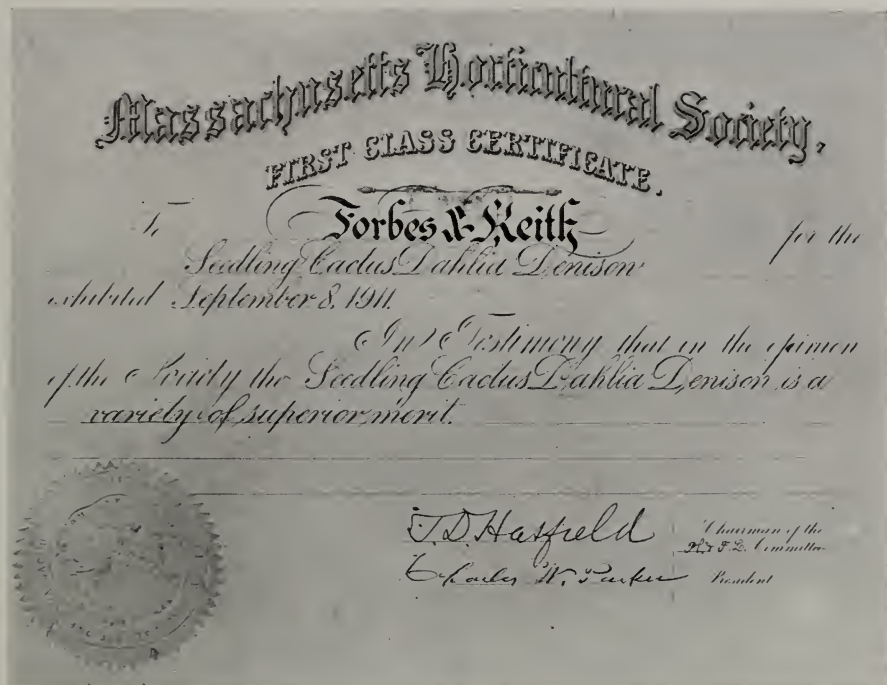 Massachusetts Horticultural Society,
FIRST CLASS CERTIFICATE.
To Forbes & Keith for the
Seedling Cactus Dahlia Denison
exhibited September 8, 1911.
In Testimony that in the opinion
of the Society the Seedling Cactus Dahlia Denison is a
variety of superior merit.
T. D. Hatfield Chairman of the
Committee
Charles W. Parker President